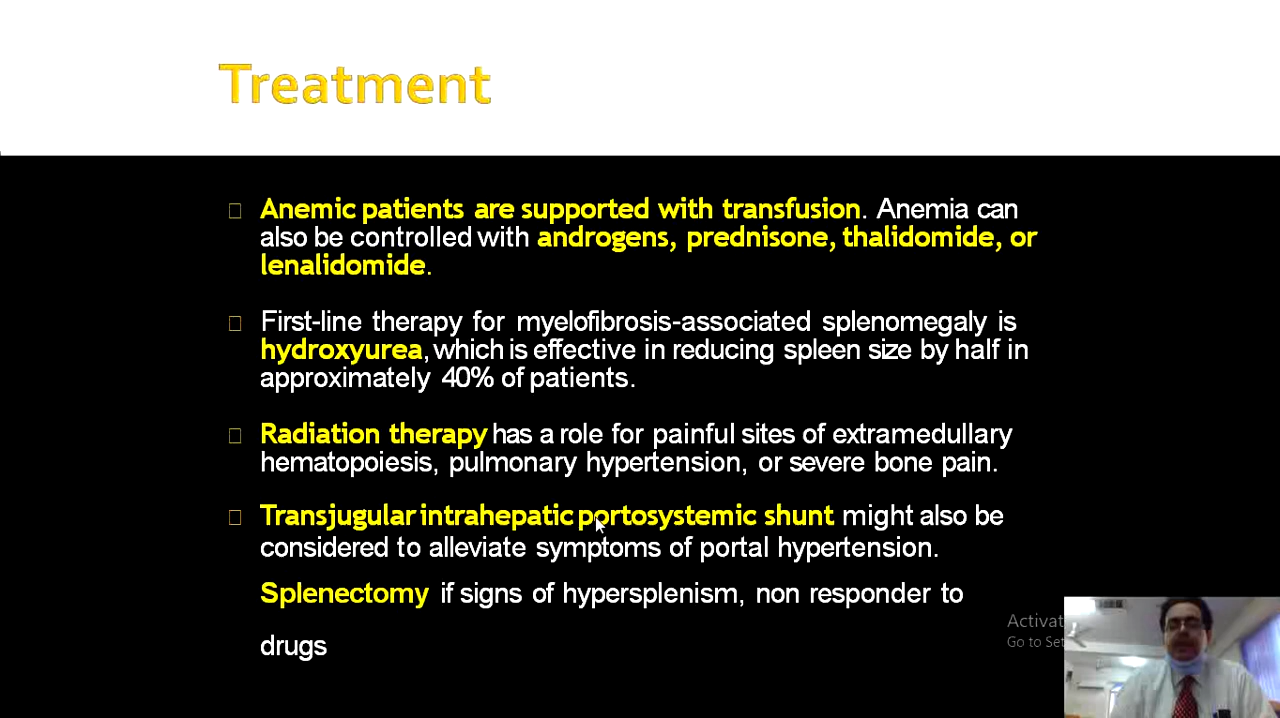 Treatment
Anemic patients are supported with transfusion. Anemia can
also be controlled with androgens, prednisone, thalidomide, or
lenalidomide.
First-line therapy for myelofibrosis-associated splenomegaly is
hydroxyurea, which is effective in reducing spleen size by half in
approximately 40% of patients.
Radiation therapy has a role for painful sites of extramedullary
hematopoiesis, pulmonary hypertension, or severe bone pain.
Transjugular intrahepatic portosystemic shunt might also be
considered to alleviate symptoms of portal hypertension.
Splenectomy if signs of hypersplenism, non responder to
drugs
Activat
Go to Set